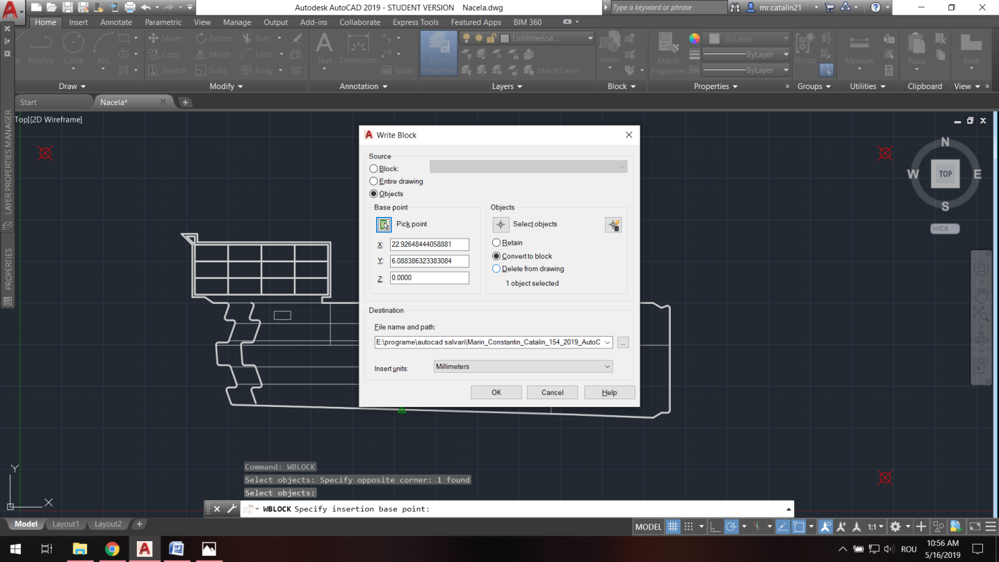 Autodesk AutoCAD 2019 - STUDENT VERSION Nacela.dwg
Type a keyword or phrase
mr.catalin21
Home Insert Annotate Parametric View Manage Output Add-ins Collaborate Express Tools Featured Apps BIM 360
Polyline Circle Arc
Move Rotate Trim
Copy Mirror Fillet
Stretch Scale Array
Text Dimension Table
Layer Properties
LiniiInterioa...
Match Layer
Insert
Match Properties
ByLayer
ByLayer
ByLayer
Group
Measure
Paste
Base
Draw Modify Annotation Layers Block Properties Groups Utilities Clipboard View
Start Nacela*
Top][2D Wireframe]
LAYER PROPERTIES MANAGER
PROPERTIES
N
W TOP E
S
WCS
A Write Block
Source
Block:
Entire drawing
Objects
Base point
Pick point
X: 22.92648444058881
Y: 6.088386323383084
Z: 0.0000
Objects
Select objects
Retain
Convert to block
Delete from drawing
1 object selected
Destination
File name and path:
E:\programe\autocad salvari\Marin_Constantin_Catalin_154_2019_AutoC
...
Insert units: Millimeters
OK Cancel Help
Y
X
Command: WBLOCK
Select objects: Specify opposite corner: 1 found
Select objects:
WBLOCK Specify insertion base point:
Model Layout1 Layout2
MODEL 1:1
ROU
10:56 AM
5/16/2019